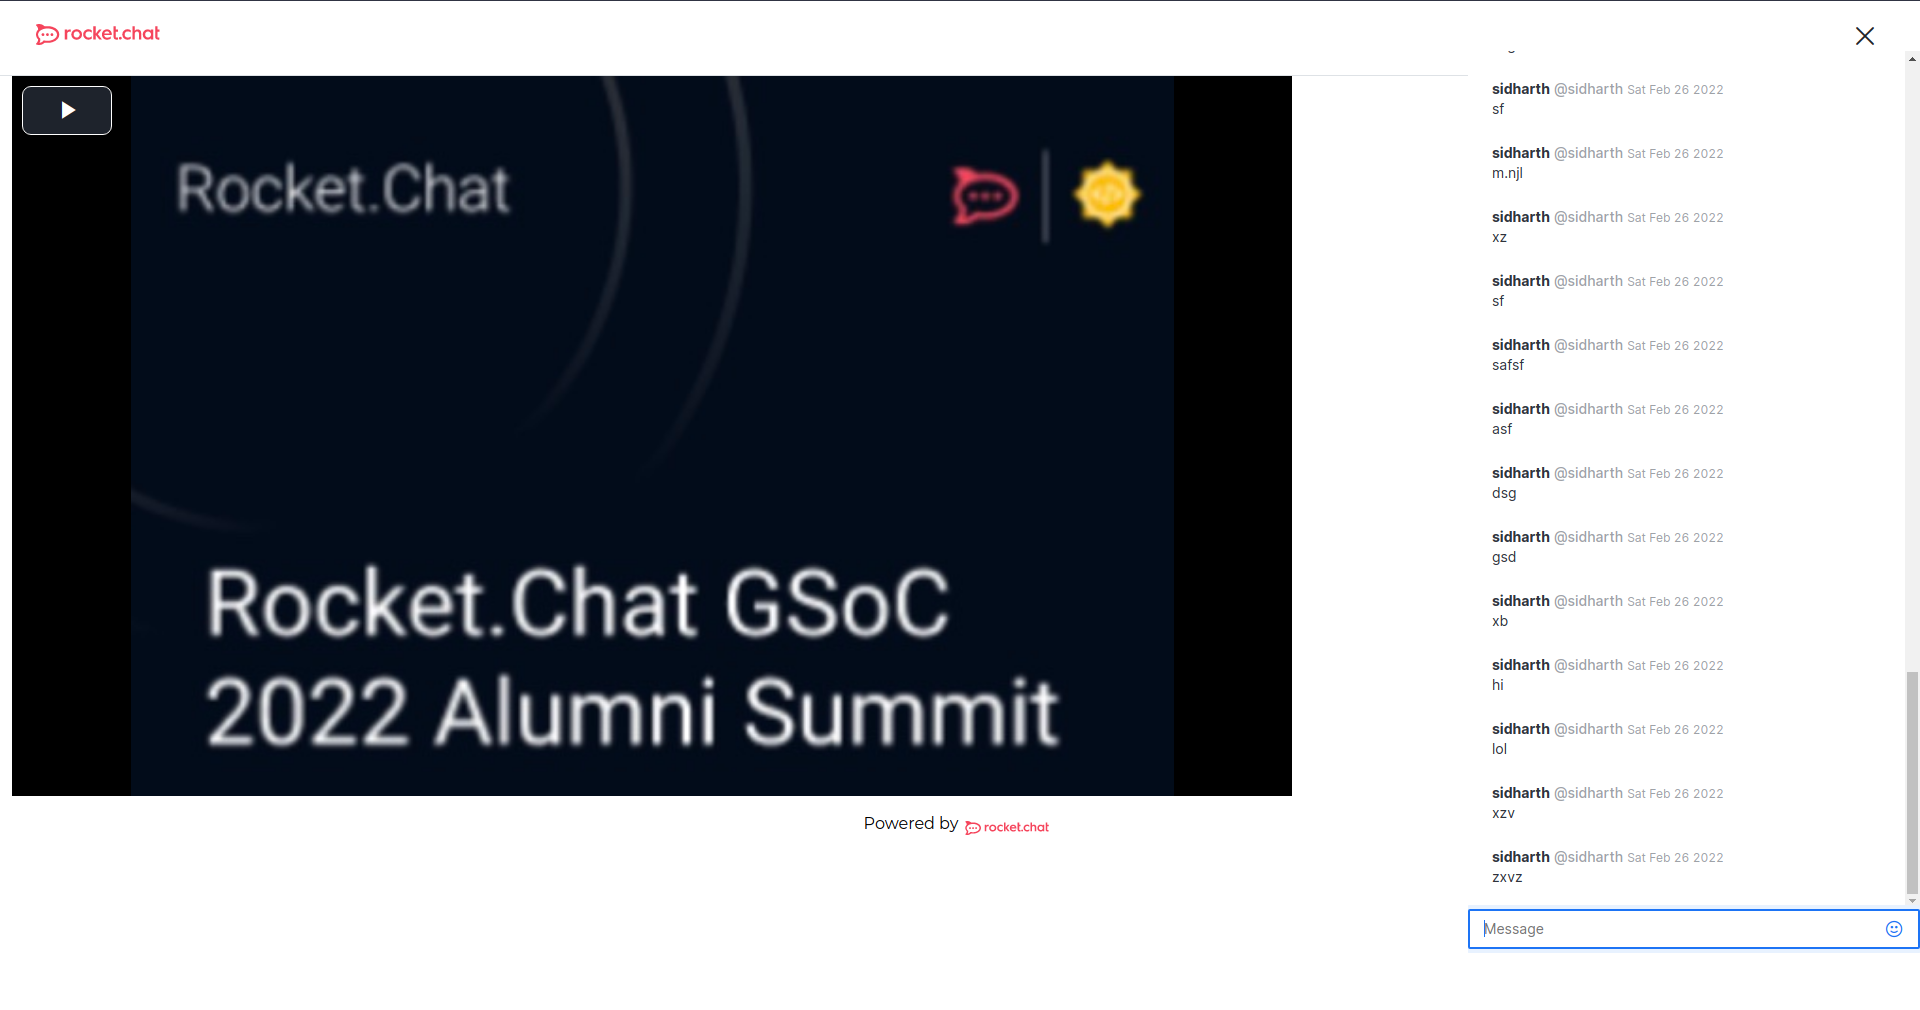 rocket.chat
Rocket.Chat
Rocket.Chat GSoC
2022 Alumni Summit
Powered by rocket.chat
sidharth @sidharth Sat Feb 26 2022
sf
sidharth @sidharth Sat Feb 26 2022
m.njl
sidharth @sidharth Sat Feb 26 2022
xz
sidharth @sidharth Sat Feb 26 2022
sf
sidharth @sidharth Sat Feb 26 2022
safsf
sidharth @sidharth Sat Feb 26 2022
asf
sidharth @sidharth Sat Feb 26 2022
dsg
sidharth @sidharth Sat Feb 26 2022
gsd
sidharth @sidharth Sat Feb 26 2022
xb
sidharth @sidharth Sat Feb 26 2022
hi
sidharth @sidharth Sat Feb 26 2022
lol
sidharth @sidharth Sat Feb 26 2022
xzv
sidharth @sidharth Sat Feb 26 2022
zxvz
Message